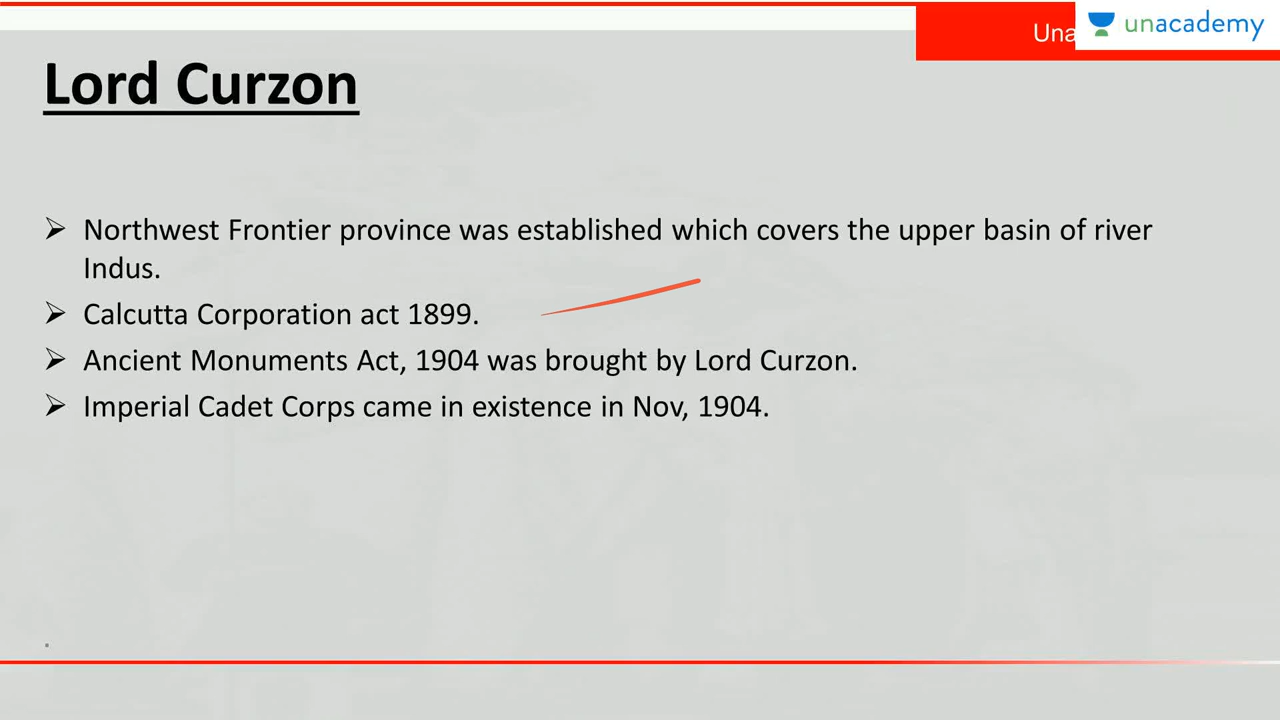 Una
unacademy
Lord Curzon
➢ Northwest Frontier province was established which covers the upper basin of river
Indus.
➢ Calcutta Corporation act 1899.
➢ Ancient Monuments Act, 1904 was brought by Lord Curzon.
➢ Imperial Cadet Corps came in existence in Nov, 1904.
.